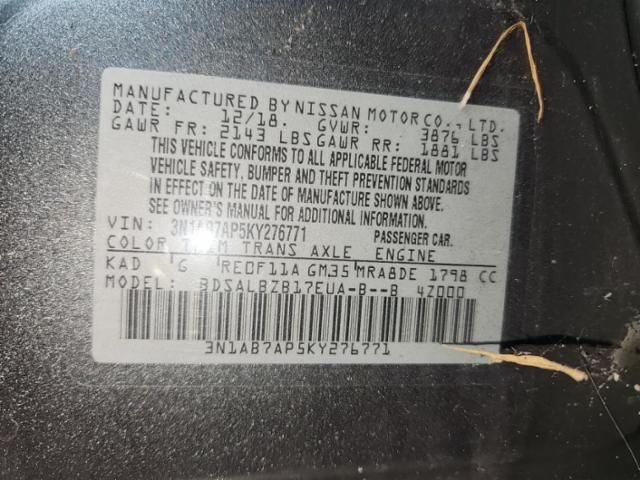 MANUFACTURED BY NISSAN MOTOR CO., LTD.
DATE: 12/18. GVWR: 3876 LBS
GAWR FR: 2143 LBS GAWR RR: 1881 LBS
THIS VEHICLE CONFORMS TO ALL APPLICABLE FEDERAL MOTOR
VEHICLE SAFETY, BUMPER AND THEFT PREVENTION STANDARDS
IN EFFECT ON THE DATE OF MANUFACTURE SHOWN ABOVE.
SEE OWNER'S MANUAL FOR ADDITIONAL INFORMATION.
VIN: 3N1AB7AP5KY276771 PASSENGER CAR.
COLOR TRIM TRANS AXLE ENGINE
KAD G RE0F11A GM35 MRA8DE 1798 CC
MODEL: BDSALBZB17EUA-B--B 4Z000
3N1AB7AP5KY276771